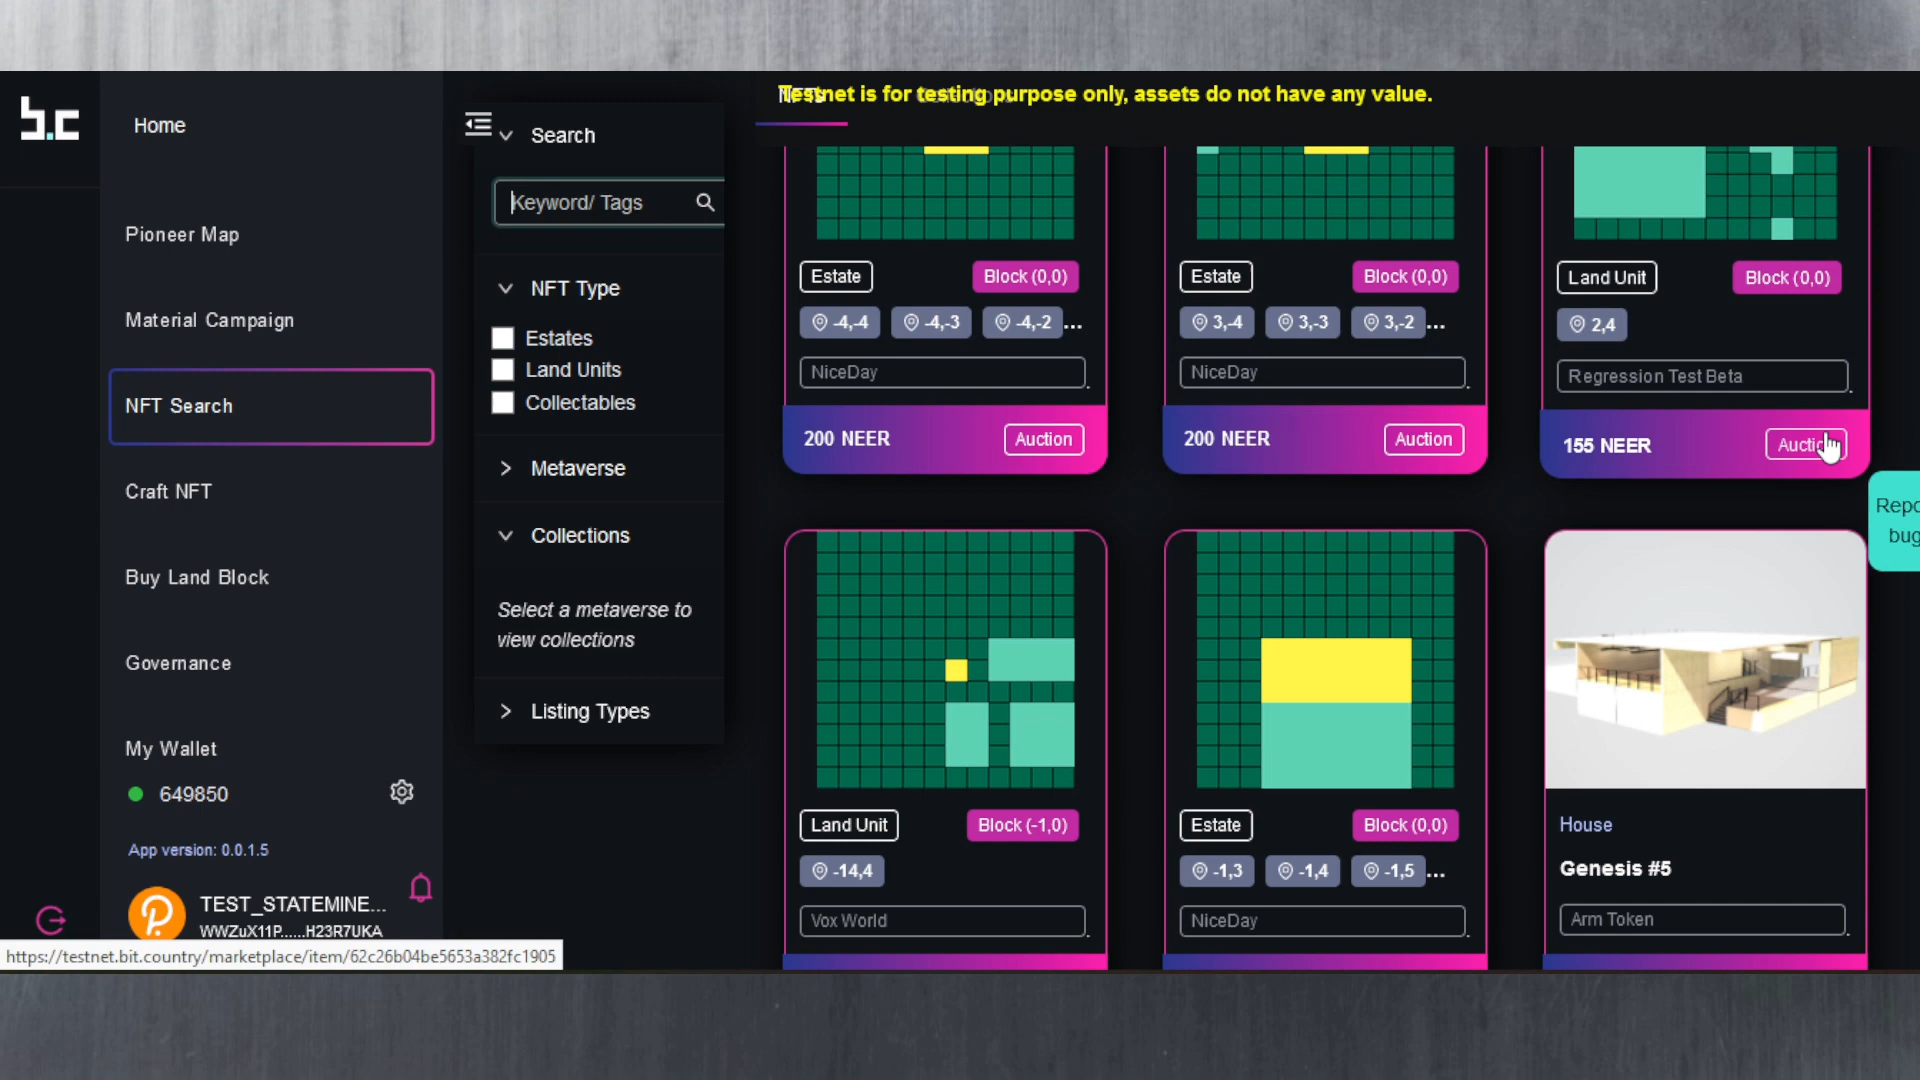 b.c
Home
Pioneer Map
Material Campaign
NFT Search
Craft NFT
Buy Land Block
Governance
My Wallet
649850
App version: 0.0.1.5
TEST_STATEMINE...
WWZuX11P......H23R7UKA
https://testnet.bit.country/marketplace/item/62c26b04be5653a382fc1905
Search
Keyword/ Tags
NFT Type
Estates
Land Units
Collectables
Metaverse
Collections
Select a metaverse to
view collections
Listing Types
Testnet is for testing purpose only, assets do not have any value.
NFTs
Estate Block (0,0)
-4,-4 -4,-3 -4,-2 ...
NiceDay
200 NEER Auction
Estate Block (0,0)
3,-4 3,-3 3,-2 ...
NiceDay
200 NEER Auction
Land Unit Block (0,0)
2,4
Regression Test Beta
155 NEER
Land Unit Block (-1,0)
-14,4
Vox World
Estate Block (0,0)
-1,3 -1,4 -1,5 ...
NiceDay
House
Genesis #5
Arm Token